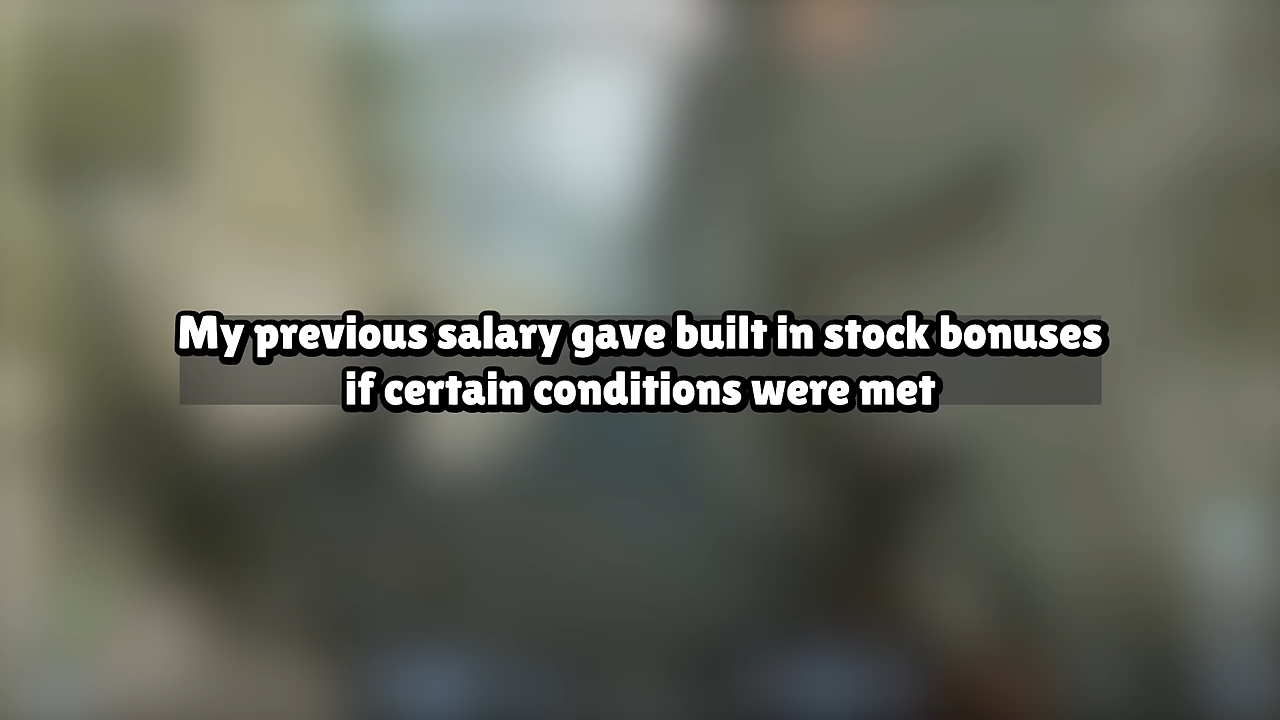 My previous salary gave built in stock bonuses
if certain conditions were met